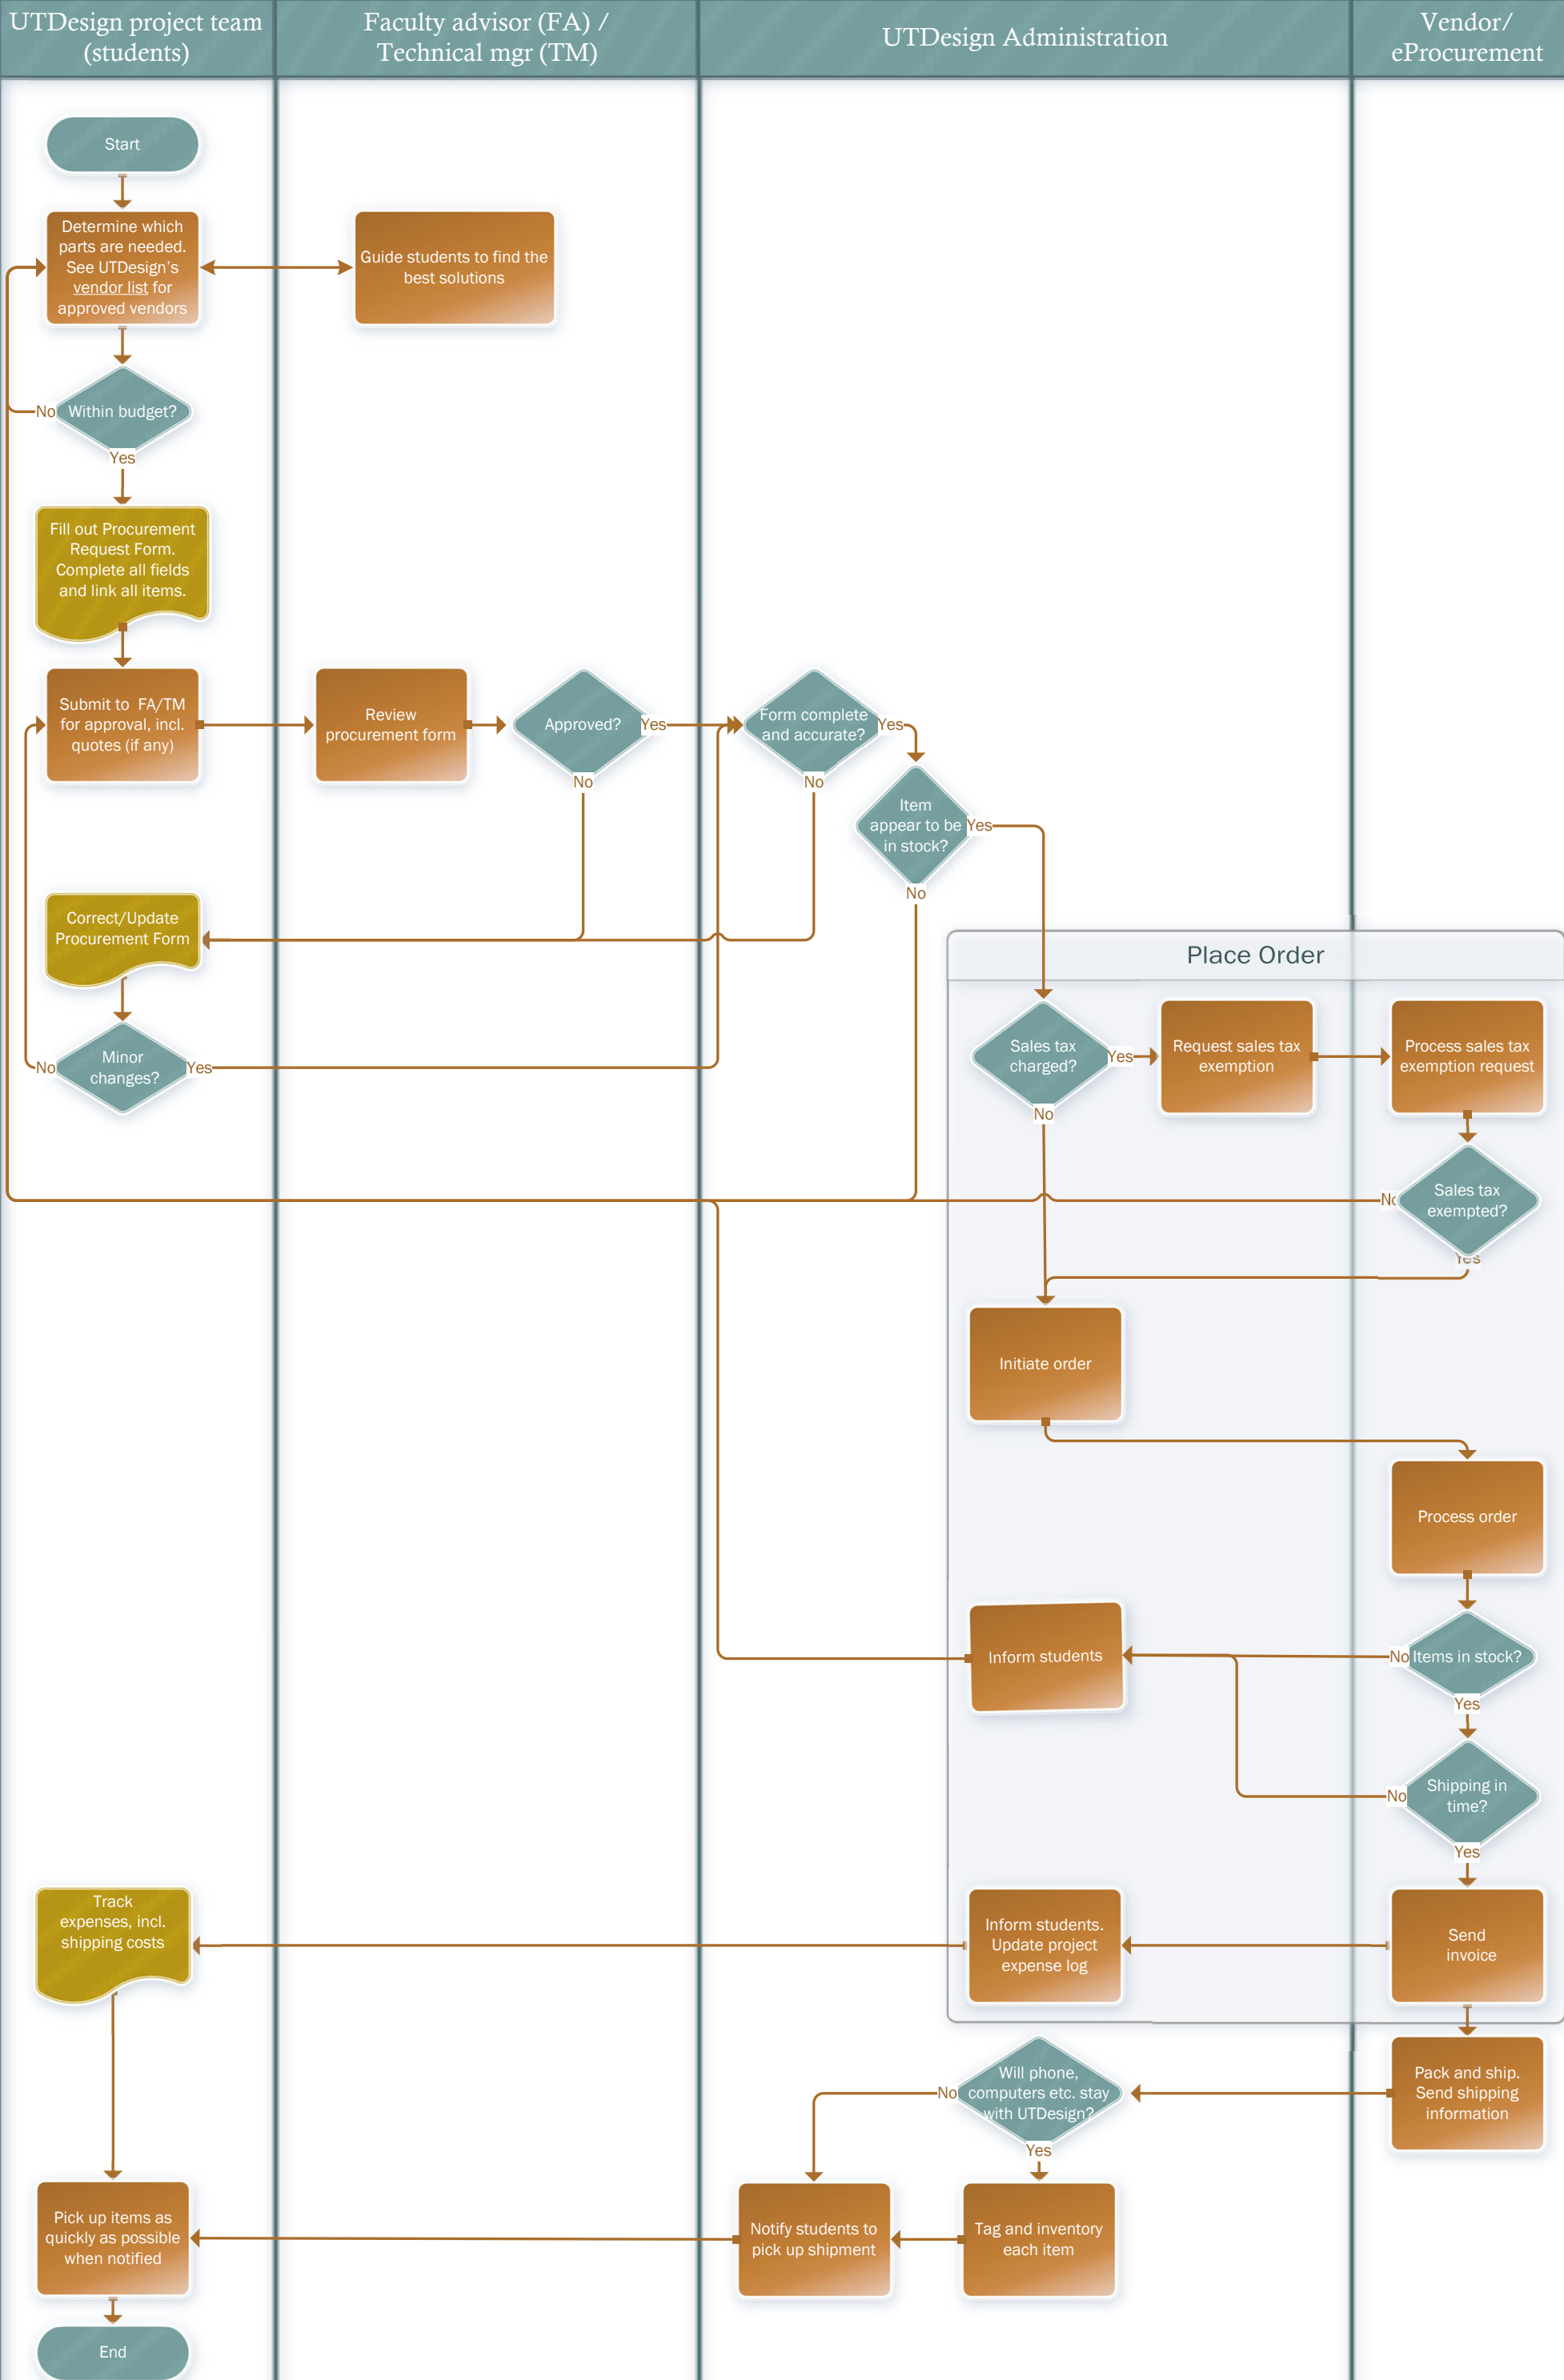 UTDesign project team
(students)
Faculty advisor (FA) /
Technical mgr (TM)
UTDesign Administration
Vendor/
eProcurement
Start
Determine which
parts are needed.
See UTDesign's
vendor list for
approved vendors
Guide students to find the
best solutions
No
Within budget?
Yes
Fill out Procurement
Request Form.
Complete all fields
and link all items.
Submit to FA/TM
for approval, incl.
quotes (if any)
Review
procurement form
Approved?
Yes
No
Form complete
and accurate?
Yes
No
Item
appear to be
in stock?
Yes
No
Correct/Update
Procurement Form
No
Minor
changes?
Yes
Place Order
Sales tax
charged?
Yes
No
Request sales tax
exemption
Process sales tax
exemption request
No
Sales tax
exempted?
Yes
Initiate order
Process order
Inform students
No
Items in stock?
Yes
No
Shipping in
time?
Yes
Track
expenses, incl.
shipping costs
Inform students.
Update project
expense log
Send
invoice
No
Will phone,
computers etc. stay
with UTDesign?
Yes
Pack and ship.
Send shipping
information
Pick up items as
quickly as possible
when notified
Notify students to
pick up shipment
Tag and inventory
each item
End